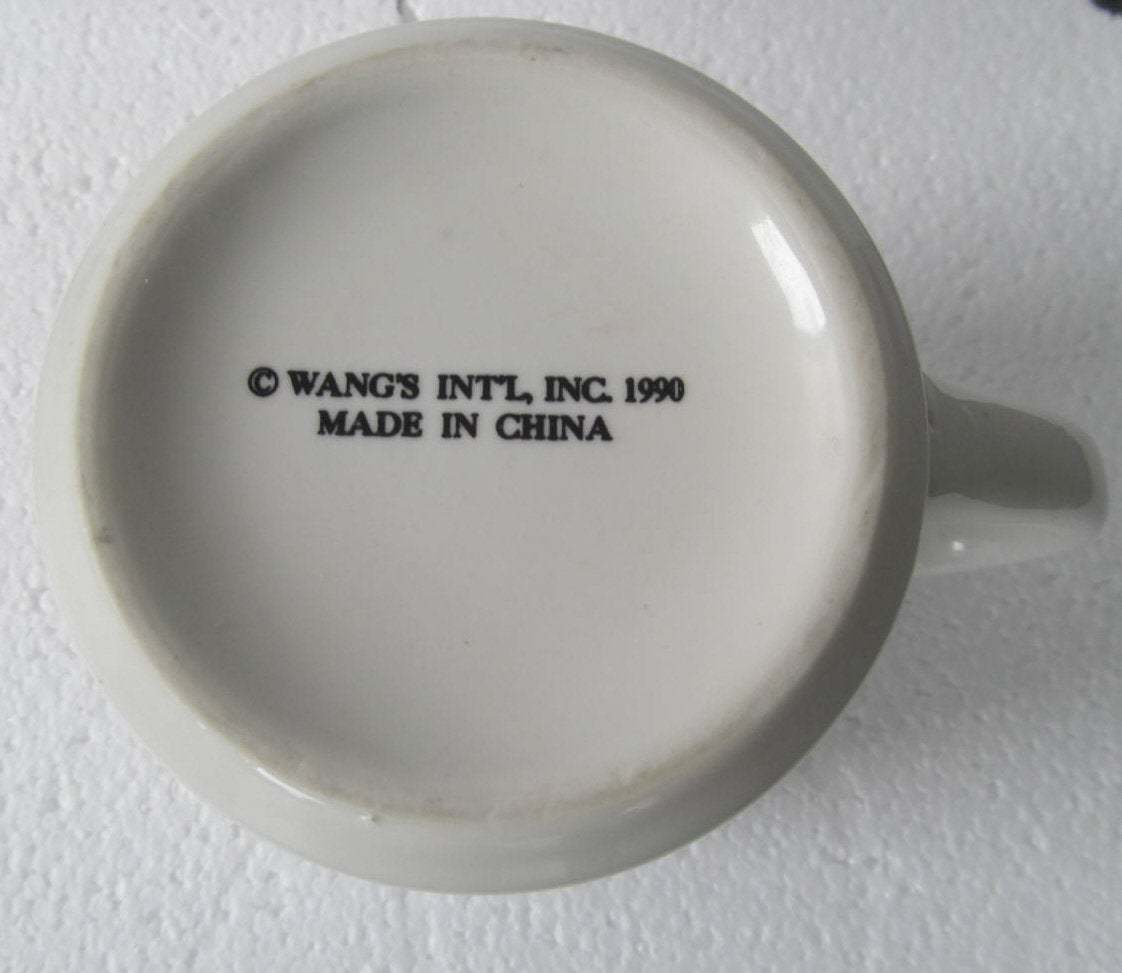 © WANG'S INT'L, INC. 1990
MADE IN CHINA